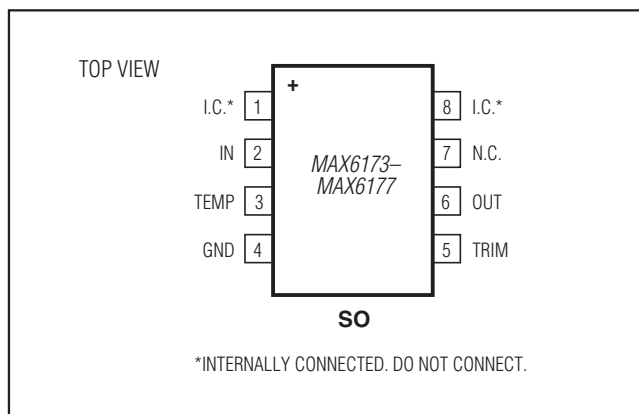 TOP VIEW
+
I.C.* 1
8 I.C.*
IN 2
7 N.C.
MAX6173–
MAX6177
TEMP 3
6 OUT
GND 4
5 TRIM
SO
*INTERNALLY CONNECTED. DO NOT CONNECT.